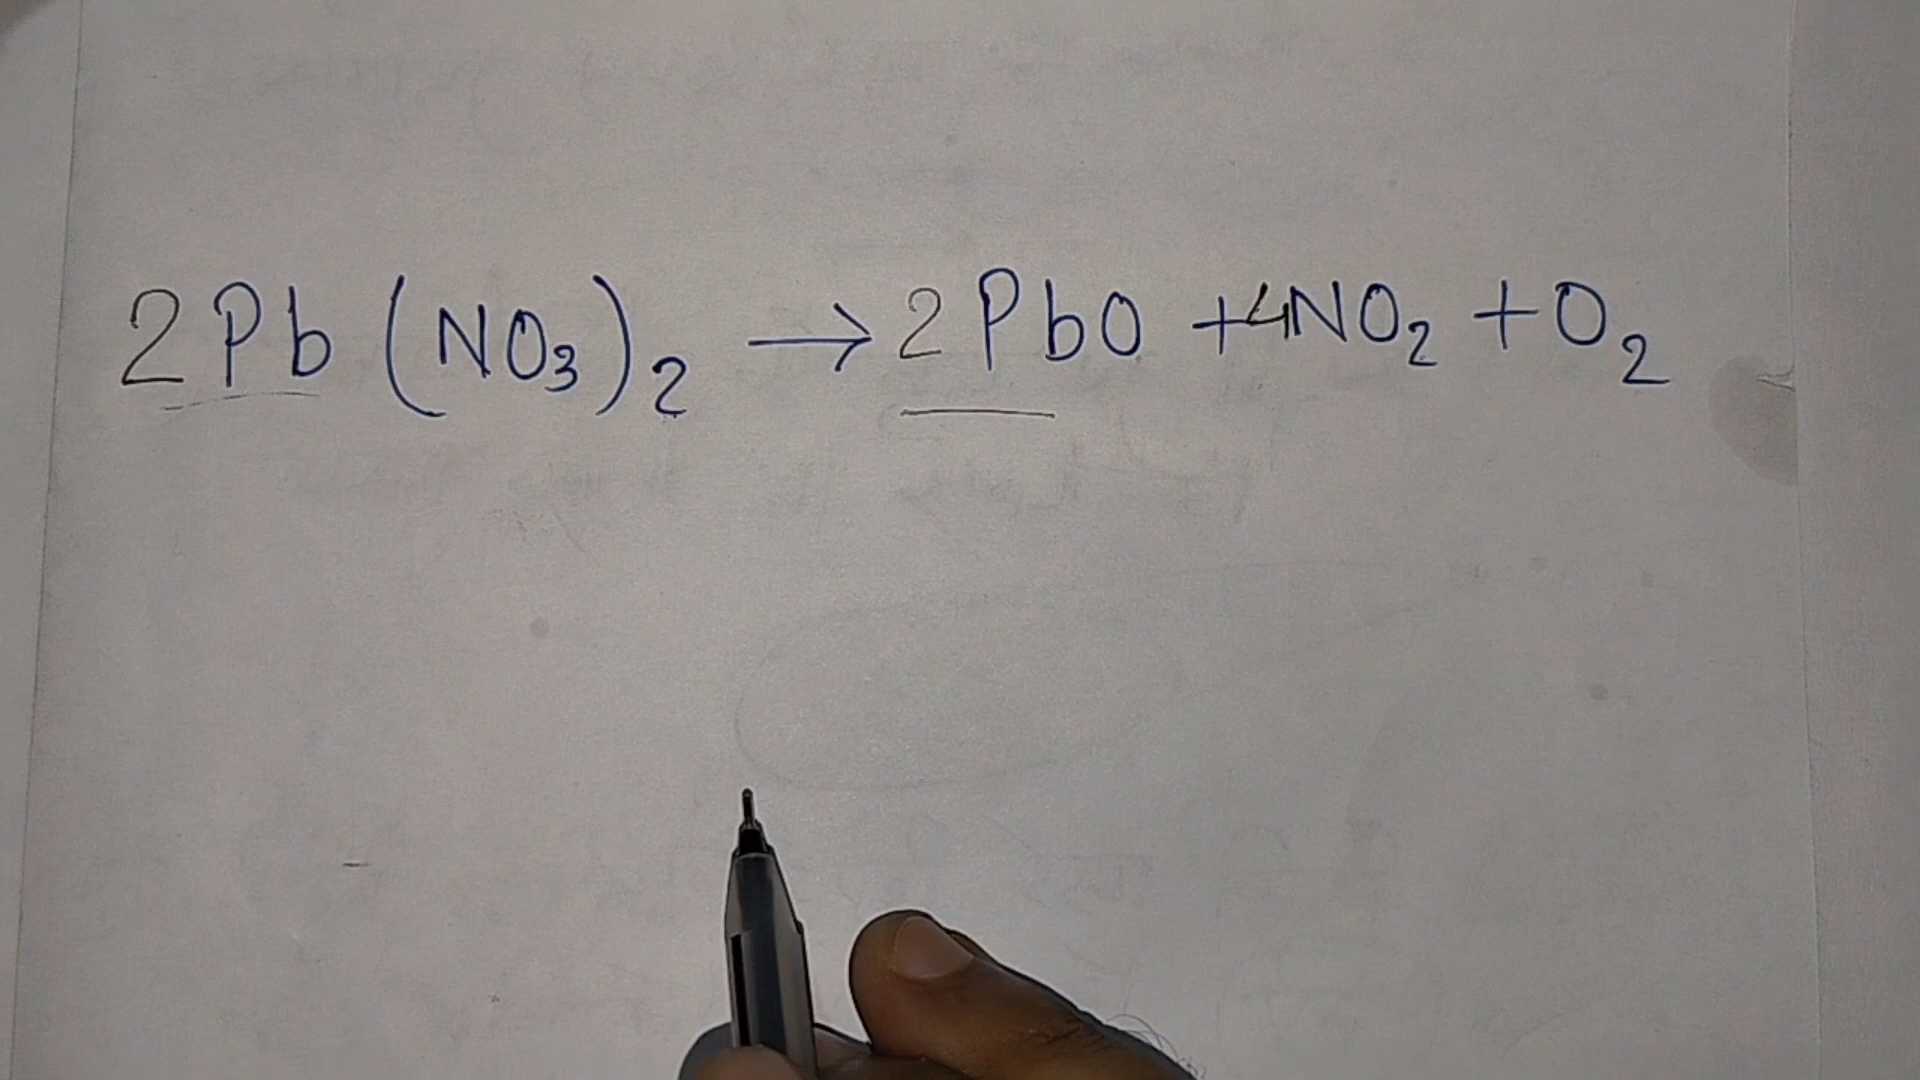 2Pb(NO₃)₂ → 2PbO + 4NO₂ + O₂